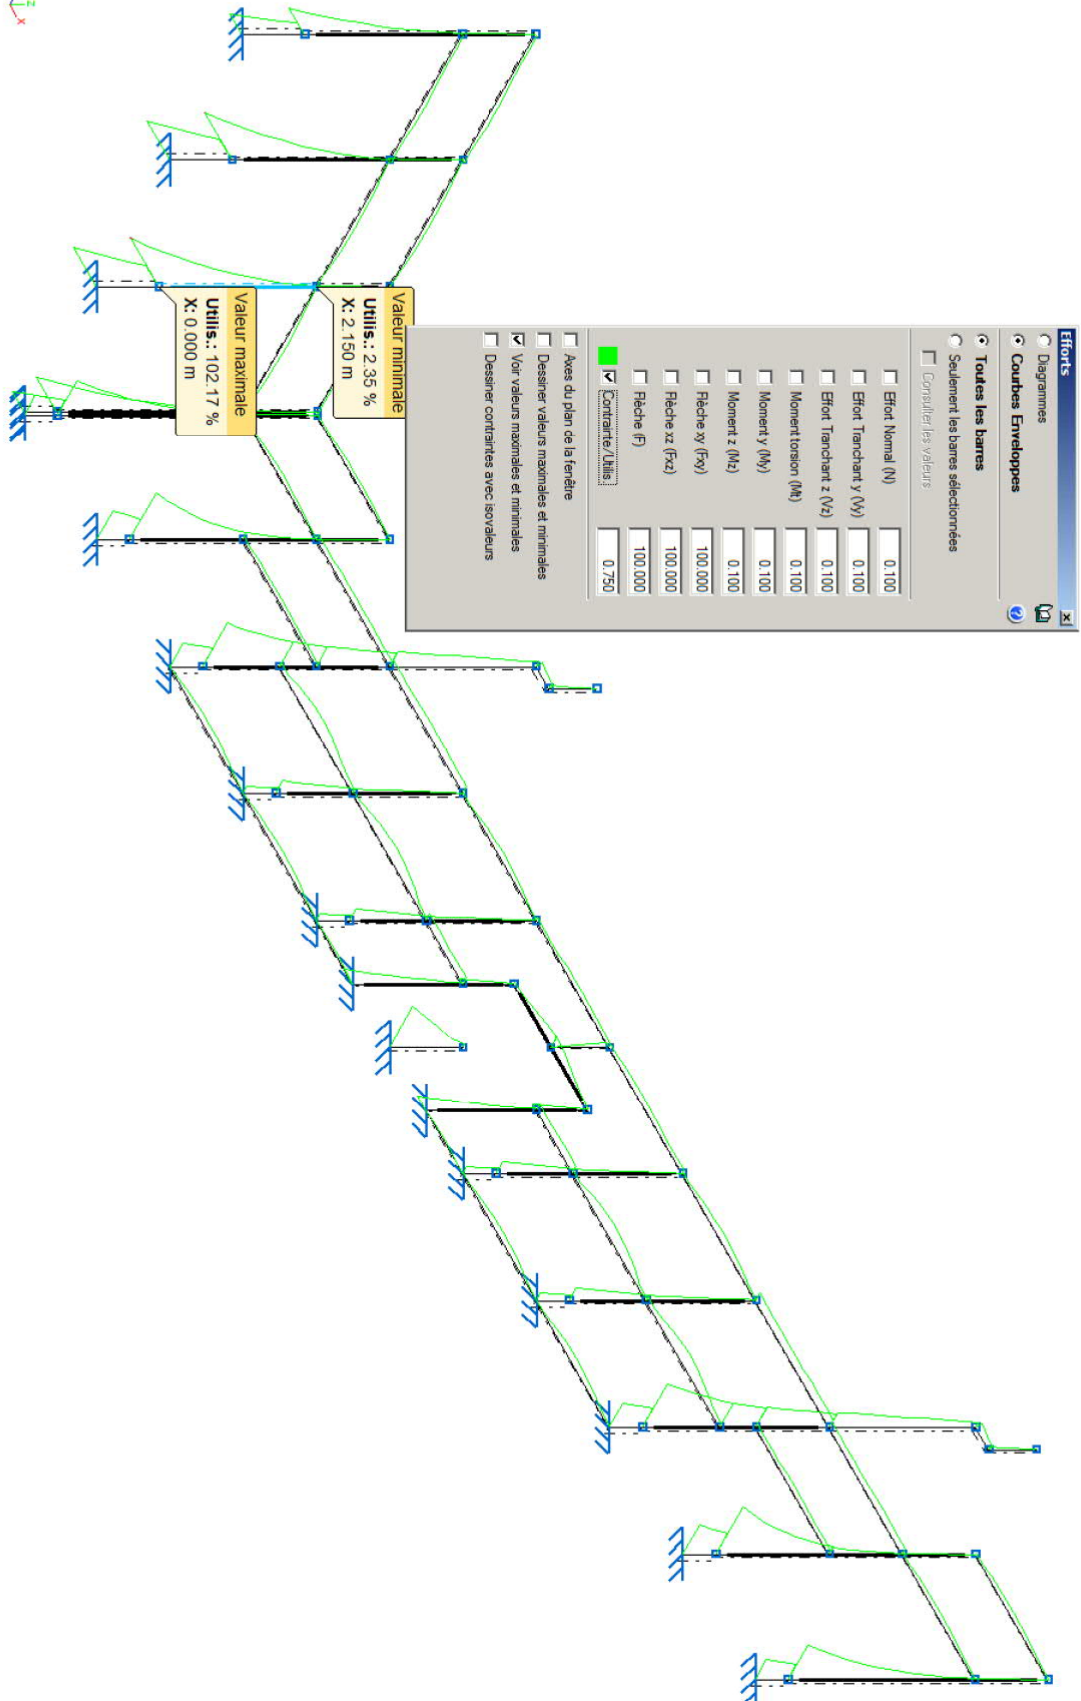 Efforts
Diagrammes
Courbes Enveloppes
Toutes les barres
Seulement les barres sélectionnées
Consulter les valeurs
Effort Normal (N) 0.100
Effort Tranchant y (Vy) 0.100
Effort Tranchant z (Vz) 0.100
Moment torsion (Mt) 0.100
Moment y (My) 0.100
Moment z (Mz) 0.100
Flèche xy (Fxy) 100.000
Flèche xz (Fxz) 100.000
Flèche (F) 100.000
Contrainte/Utilis 0.750
Axes du plan de la fenêtre
Dessiner valeurs maximales et minimales
Voir valeurs maximales et minimales
Dessiner contraintes avec isovaleurs
Valeur minimale
Utilis.: 2.35 %
X: 2.150 m
Valeur maximale
Utilis.: 102.17 %
X: 0.000 m
z
x